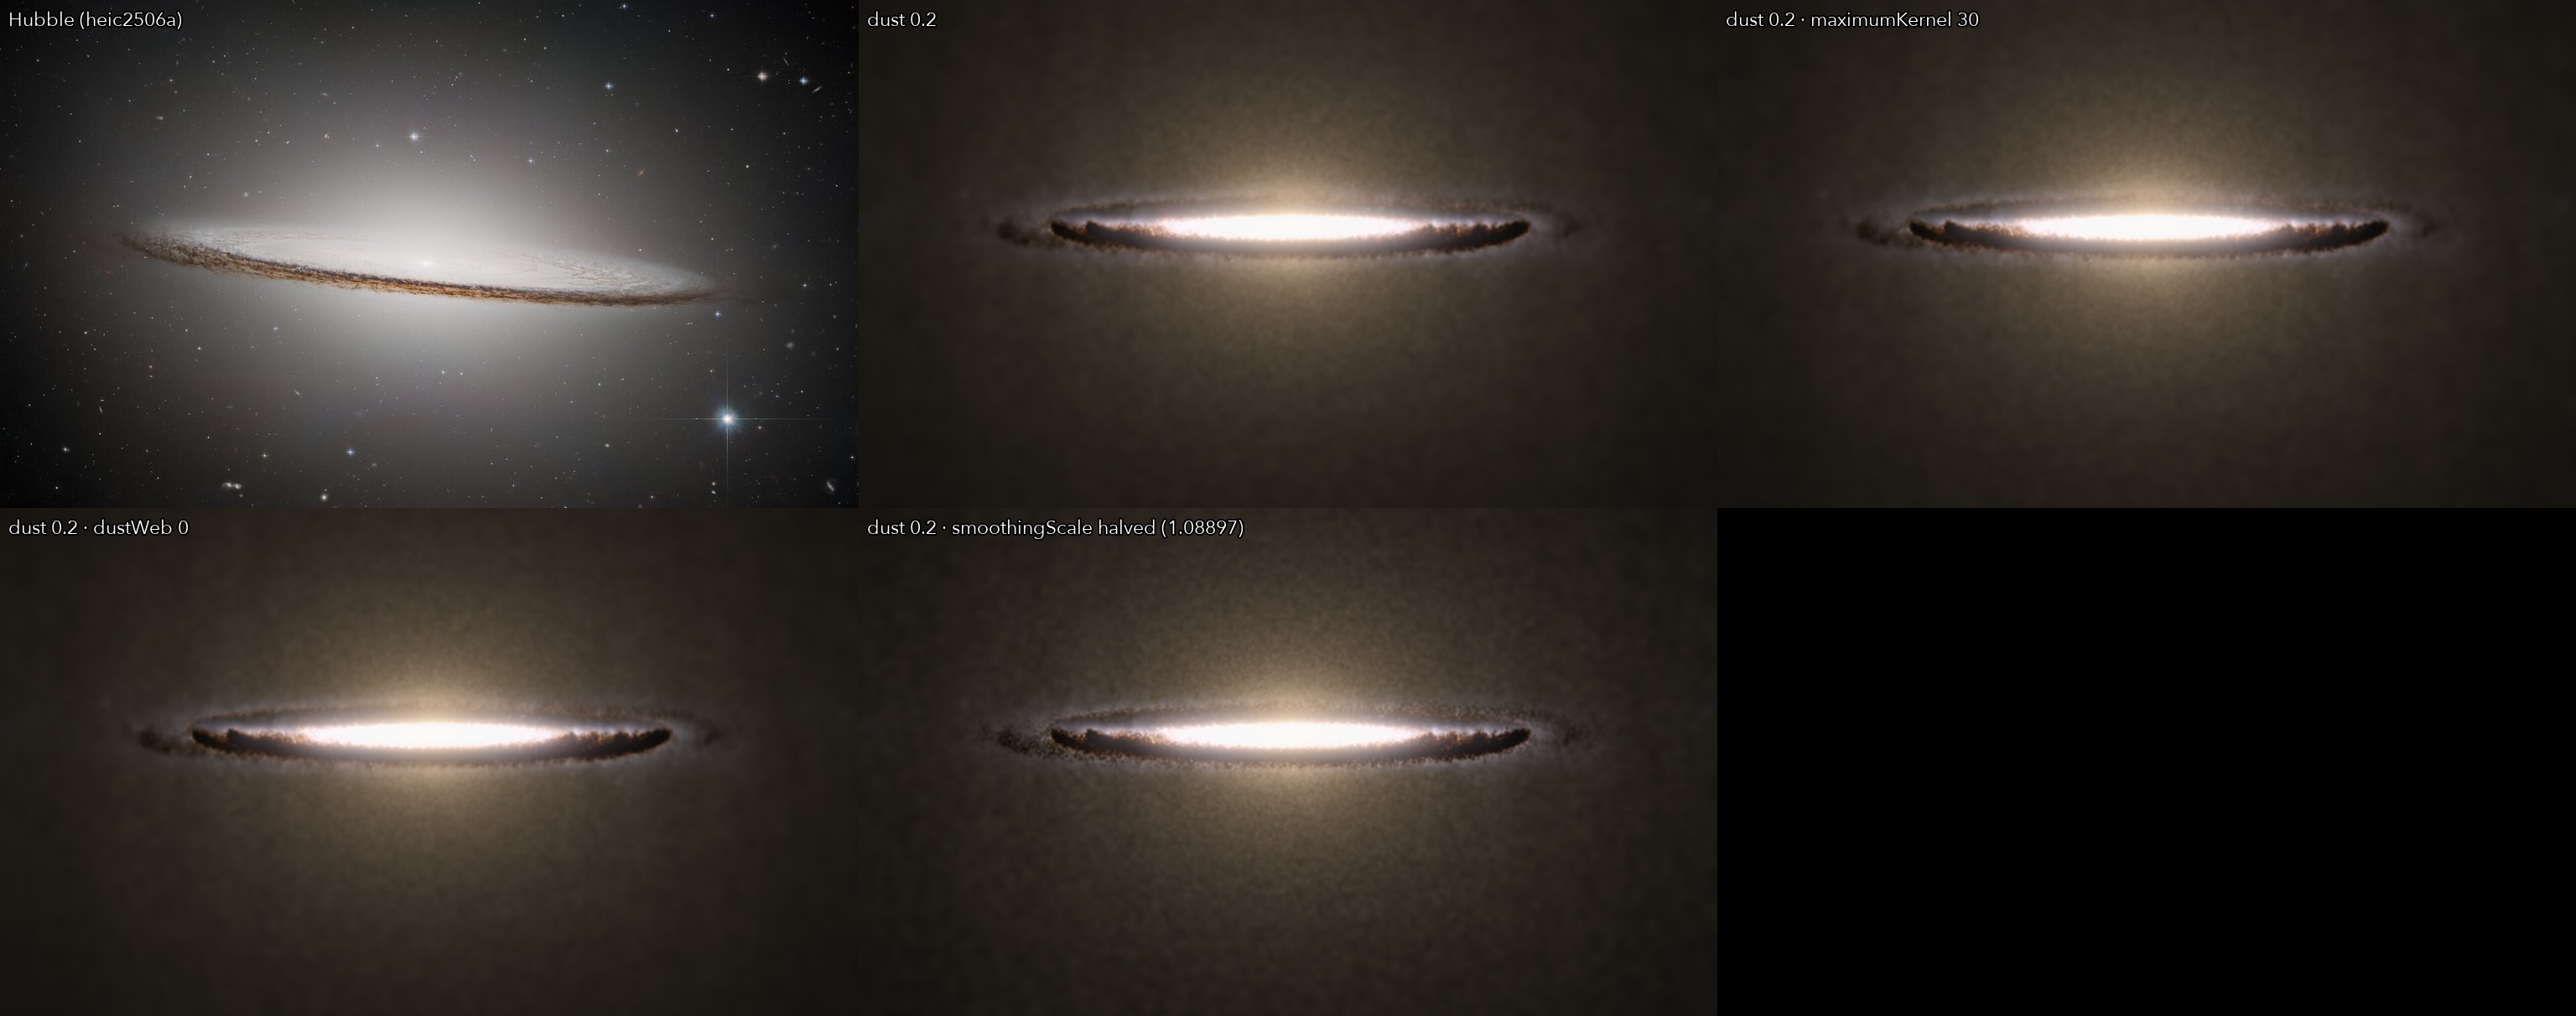 Hubble (heic2506a)
dust 0.2
dust 0.2 · maximumKernel 30
dust 0.2 · dustWeb 0
dust 0.2 · smoothingScale halved (1.08897)